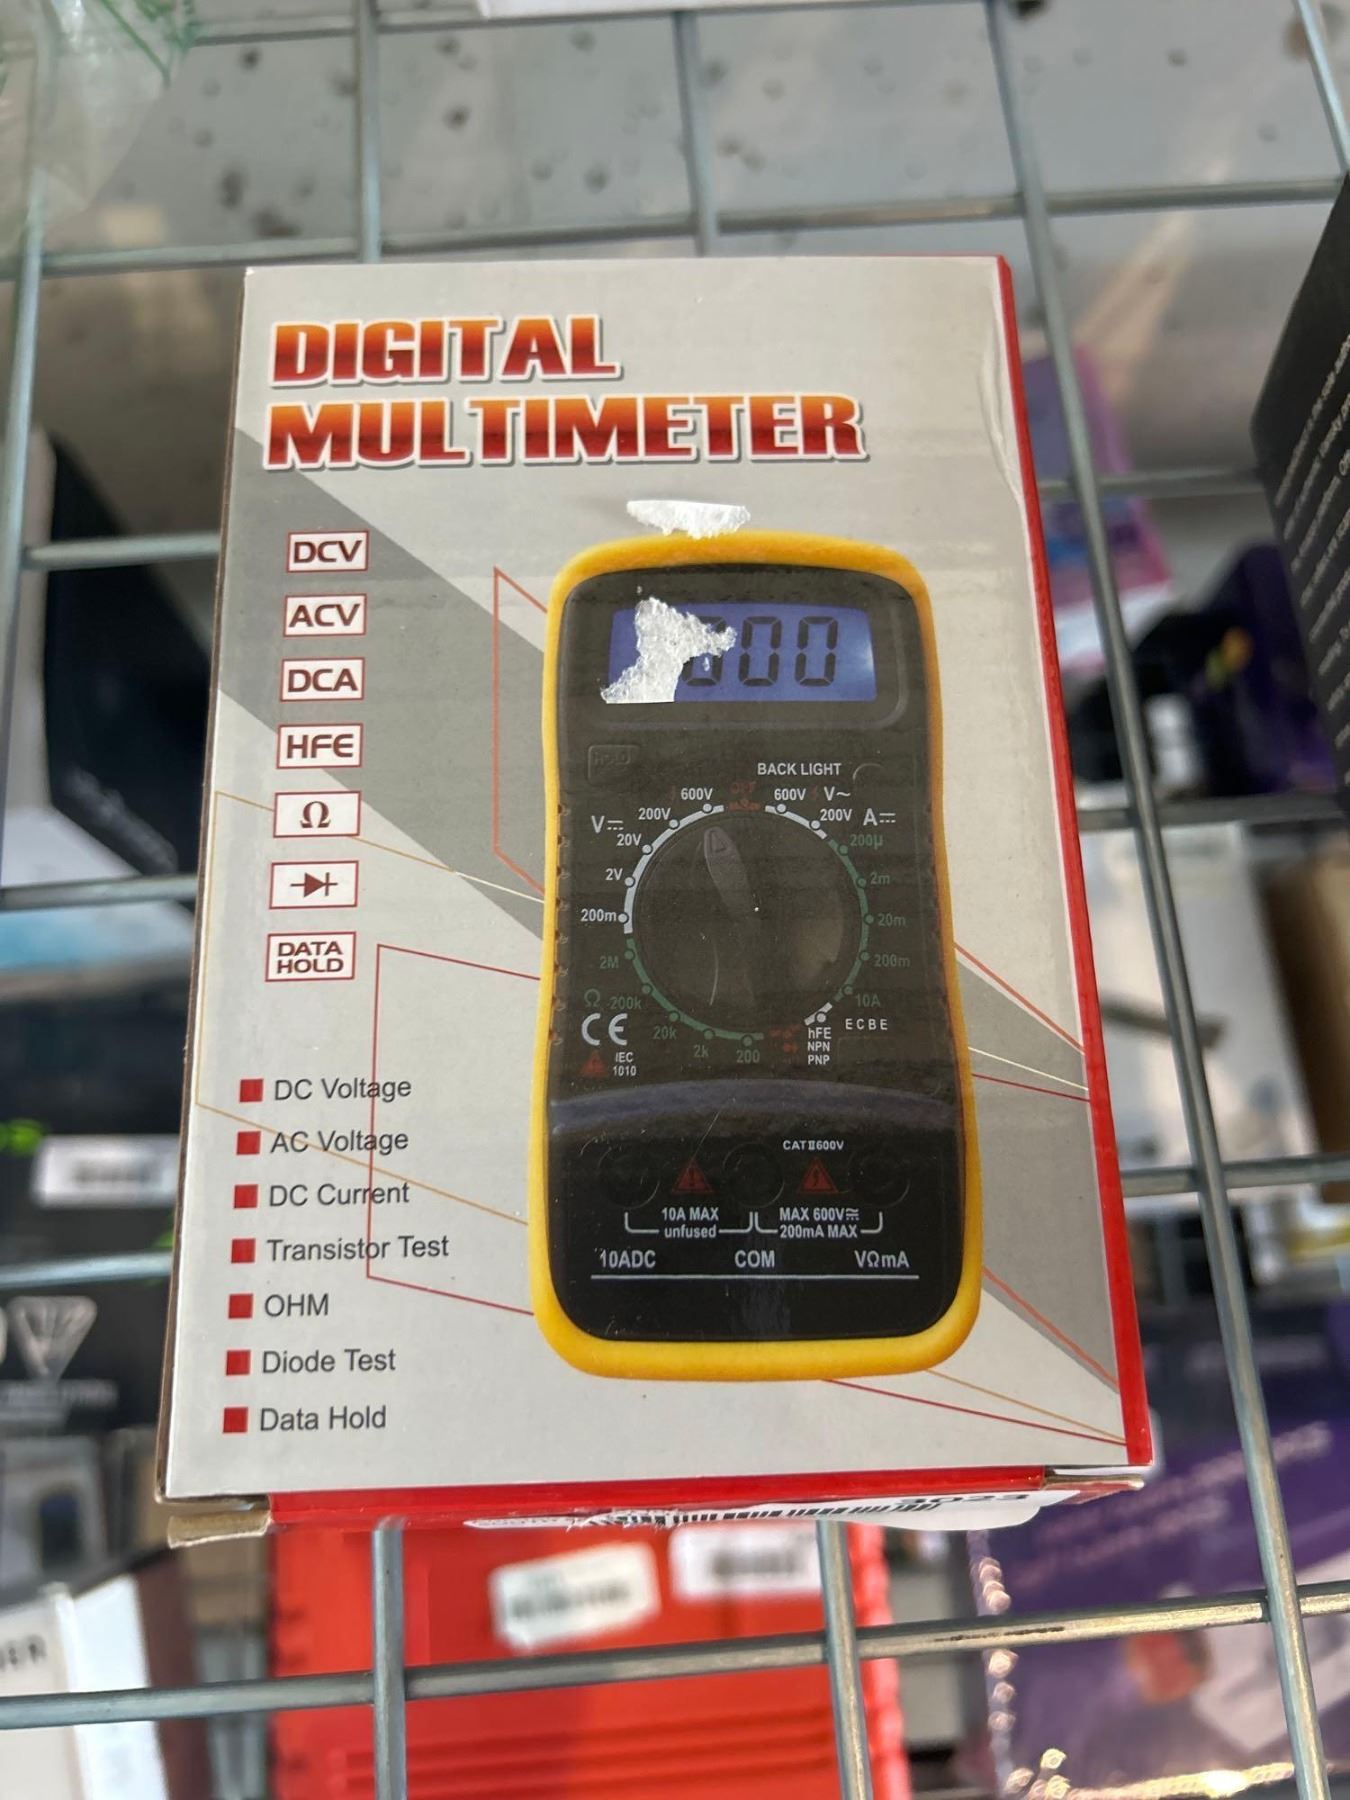 DIGITAL
MULTIMETER
DCV
ACV
DCA
HFE
Ω
DATA
HOLD
DC Voltage
AC Voltage
DC Current
Transistor Test
OHM
Diode Test
Data Hold
000
HOLD
BACK LIGHT
OFF
600V
600V V~
200V
200V A⎓
V⎓
20V
200µ
2V
2m
200m
20m
2M
200m
Ω 200k
10A
20k
2k
200
hFE
NPN
PNP
E C B E
CE
IEC
1010
CATⅡ600V
10A MAX
unfused
MAX 600V≂
200mA MAX
10ADC
COM
VΩmA